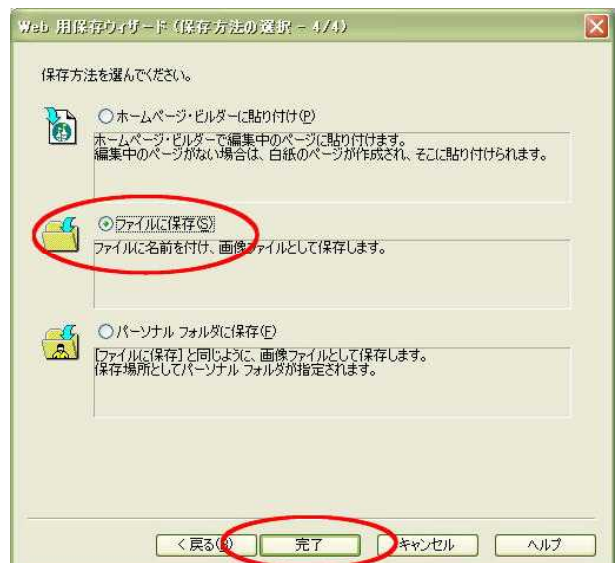 Web 用保存ウィザード (保存方法の選択 - 4/4)
保存方法を選んでください。
ホームページ・ビルダーに貼り付け(P)
ホームページ・ビルダーで編集中のページに貼り付けます。
編集中のページがない場合は、白紙のページが作成され、そこに貼り付けられます。
ファイルに保存(S)
ファイルに名前を付け、画像ファイルとして保存します。
パーソナル フォルダに保存(F)
[ファイルに保存] と同じように、画像ファイルとして保存します。
保存場所としてパーソナル フォルダが指定されます。
< 戻る(B) 完了 キャンセル ヘルプ